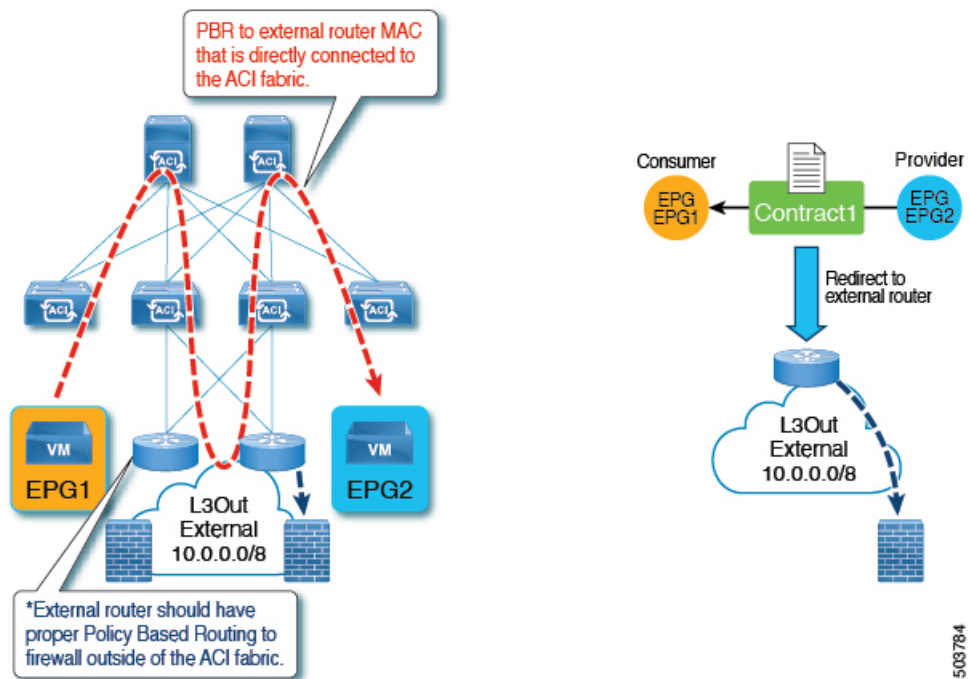 PBR to external router MAC
that is directly connected to
the ACI fabric.
ACI
ACI
ACI
ACI
ACI
ACI
VM
EPG1
VM
EPG2
L3Out
External
10.0.0.0/8
*External router should have
proper Policy Based Routing to
firewall outside of the ACI fabric.
Consumer
Provider
EPG
EPG1
Contract1
EPG
EPG2
Redirect to
external router
L3Out
External
10.0.0.0/8
503784